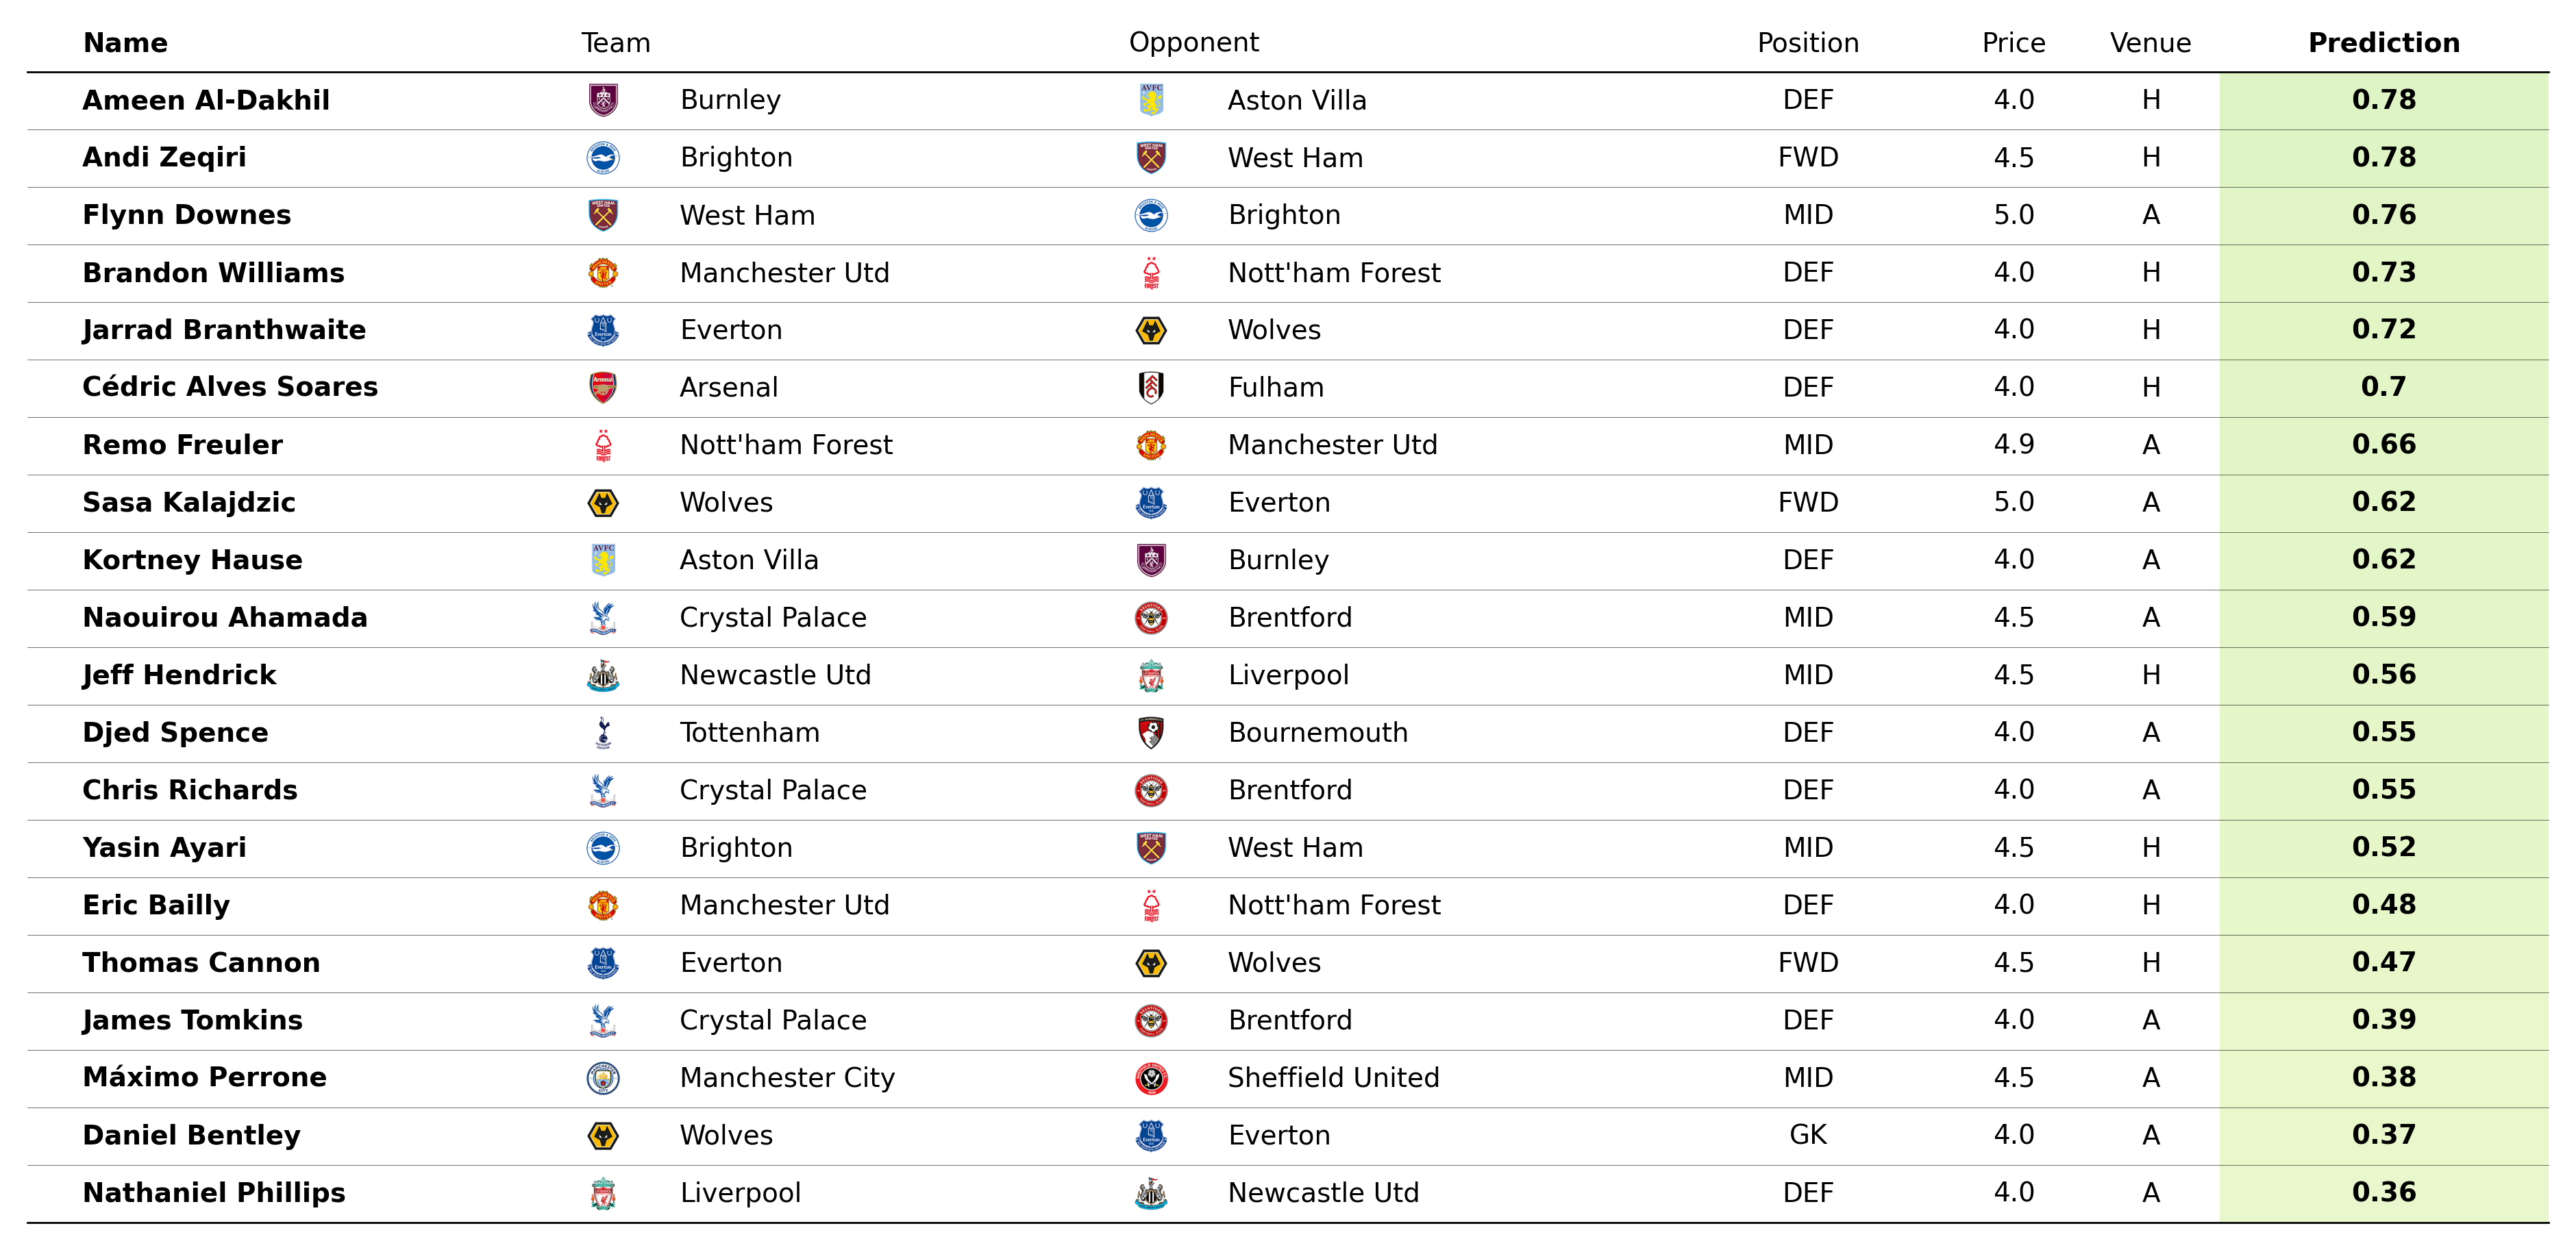 Name Team Opponent Position Price Venue Prediction
Ameen Al-Dakhil Burnley Aston Villa DEF 4.0 H 0.78
Andi Zeqiri Brighton West Ham FWD 4.5 H 0.78
Flynn Downes West Ham Brighton MID 5.0 A 0.76
Brandon Williams Manchester Utd Nott'ham Forest DEF 4.0 H 0.73
Jarrad Branthwaite Everton Wolves DEF 4.0 H 0.72
Cédric Alves Soares Arsenal Fulham DEF 4.0 H 0.7
Remo Freuler Nott'ham Forest Manchester Utd MID 4.9 A 0.66
Sasa Kalajdzic Wolves Everton FWD 5.0 A 0.62
Kortney Hause Aston Villa Burnley DEF 4.0 A 0.62
Naouirou Ahamada Crystal Palace Brentford MID 4.5 A 0.59
Jeff Hendrick Newcastle Utd Liverpool MID 4.5 H 0.56
Djed Spence Tottenham Bournemouth DEF 4.0 A 0.55
Chris Richards Crystal Palace Brentford DEF 4.0 A 0.55
Yasin Ayari Brighton West Ham MID 4.5 H 0.52
Eric Bailly Manchester Utd Nott'ham Forest DEF 4.0 H 0.48
Thomas Cannon Everton Wolves FWD 4.5 H 0.47
James Tomkins Crystal Palace Brentford DEF 4.0 A 0.39
Máximo Perrone Manchester City Sheffield United MID 4.5 A 0.38
Daniel Bentley Wolves Everton GK 4.0 A 0.37
Nathaniel Phillips Liverpool Newcastle Utd DEF 4.0 A 0.36